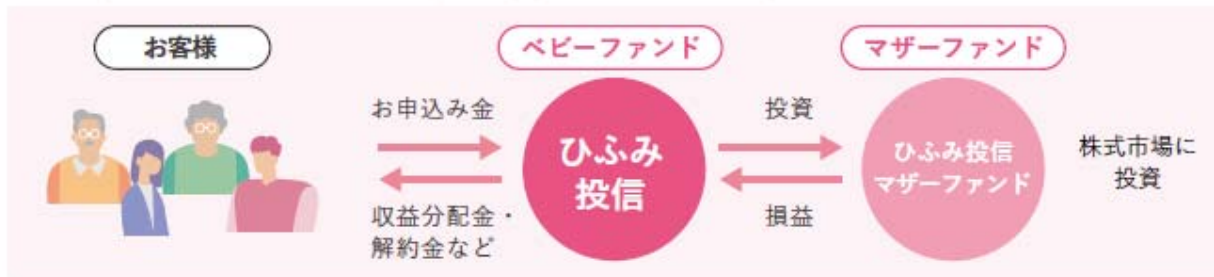 お客様
ベビーファンド
マザーファンド
お申込み金
収益分配金・
解約金など
ひふみ
投信
投資
損益
ひふみ投信
マザーファンド
株式市場に
投資